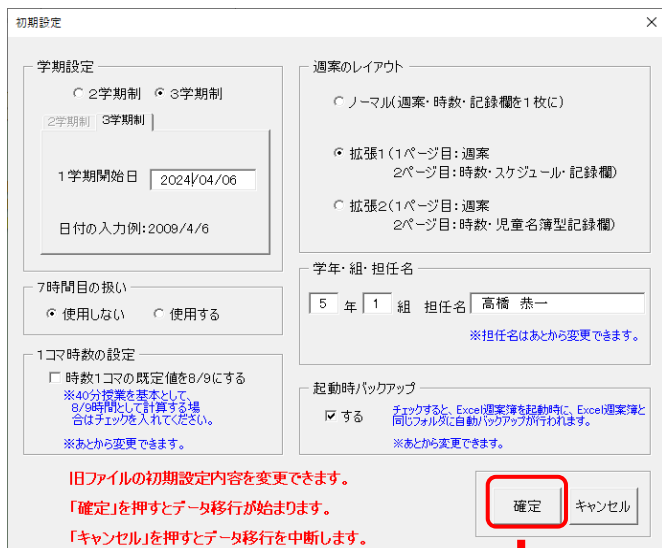 初期設定
学期設定
2学期制 3学期制
2学期制 3学期制
1学期開始日 2024/04/06
日付の入力例:2009/4/6
7時間目の扱い
使用しない 使用する
1コマ時数の設定
時数1コマの既定値を8/9にする
※40分授業を基本として、
8/9時間として計算する場
合はチェックを入れてください。
※あとから変更できます。
週案のレイアウト
ノーマル(週案・時数・記録欄を1枚に)
拡張1(1ページ目:週案
2ページ目:時数・スケジュール・記録欄)
拡張2(1ページ目:週案
2ページ目:時数・児童名簿型記録欄)
学年・組・担任名
5 年 1 組 担任名 高橋 恭一
※担任名はあとから変更できます。
起動時バックアップ
する
チェックすると、Excel週案簿を起動時に、Excel週案簿と
同じフォルダに自動バックアップが行われます。
※あとから変更できます。
旧ファイルの初期設定内容を変更できます。
「確定」を押すとデータ移行が始まります。
「キャンセル」を押すとデータ移行を中断します。
確定 キャンセル